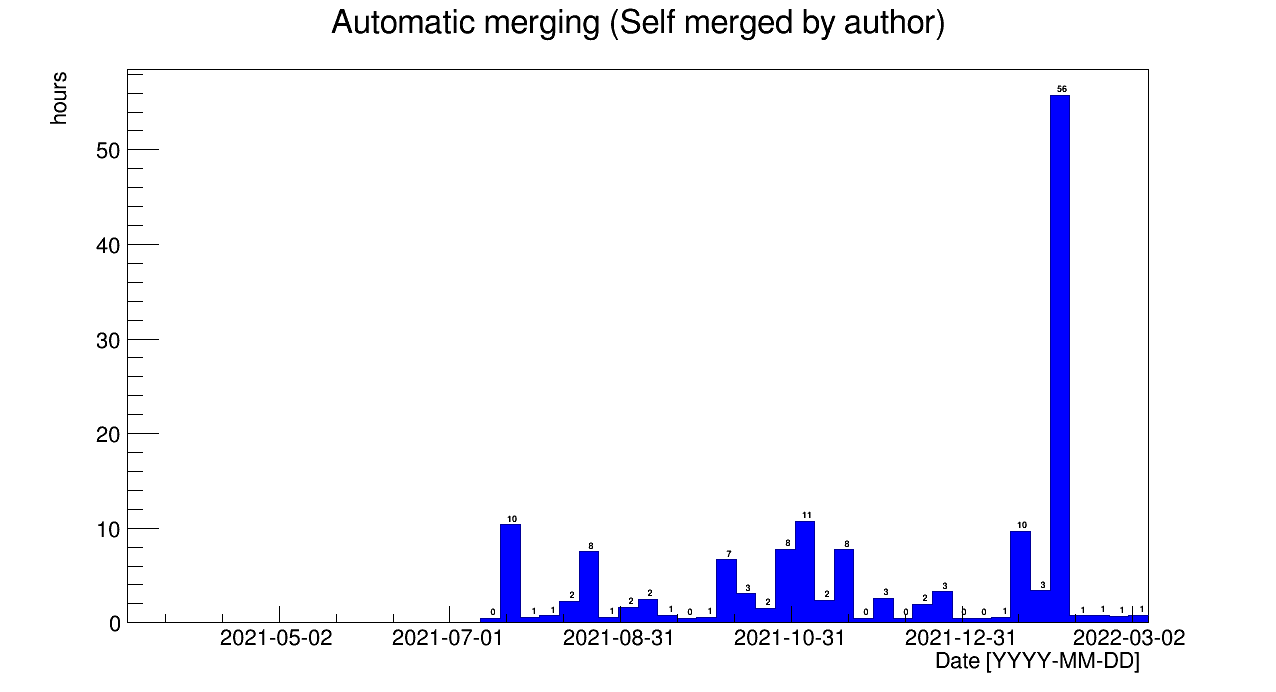 Automatic merging (Self merged by author)
hours
50
40
30
20
10
0
0 10 1 1 2 8 1 2 2 1 0 1 7 3 2 8 11 2 8 0 3 0 2 3 0 0 1 10 3 56 1 1 1 1
2021-05-02 2021-07-01 2021-08-31 2021-10-31 2021-12-31 2022-03-02
Date [YYYY-MM-DD]